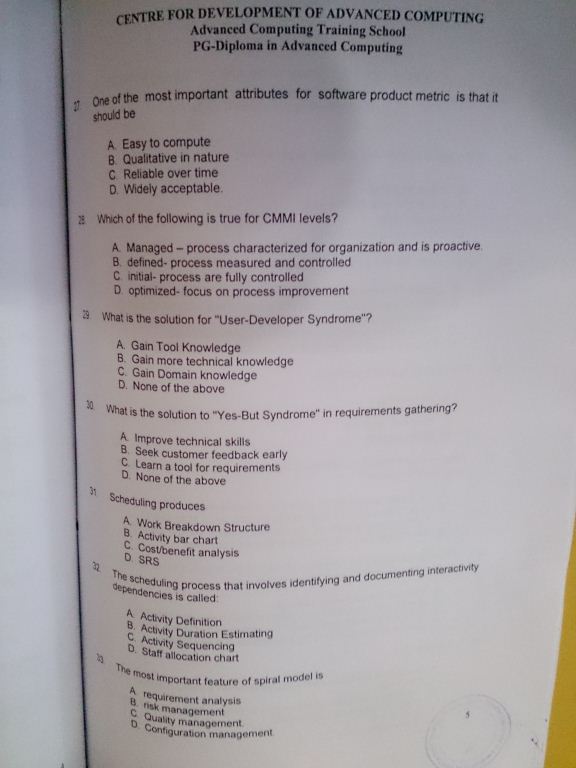 CENTRE FOR DEVELOPMENT OF ADVANCED COMPUTING
Advanced Computing Training School
PG-Diploma in Advanced Computing
27. One of the most important attributes for software product metric is that it
should be
A. Easy to compute
B. Qualitative in nature
C. Reliable over time
D. Widely acceptable.
28. Which of the following is true for CMMI levels?
A. Managed – process characterized for organization and is proactive.
B. defined- process measured and controlled
C. initial- process are fully controlled
D. optimized- focus on process improvement
29. What is the solution for "User-Developer Syndrome"?
A. Gain Tool Knowledge
B. Gain more technical knowledge
C. Gain Domain knowledge
D. None of the above
30. What is the solution to "Yes-But Syndrome" in requirements gathering?
A. Improve technical skills
B. Seek customer feedback early
C. Learn a tool for requirements
D. None of the above
31. Scheduling produces
A. Work Breakdown Structure
B. Activity bar chart
C. Cost/benefit analysis
D. SRS
32. The scheduling process that involves identifying and documenting interactivity
dependencies is called:
A. Activity Definition
B. Activity Duration Estimating
C. Activity Sequencing
D. Staff allocation chart
33. The most important feature of spiral model is
A. requirement analysis
B. risk management
C. Quality management
D. Configuration management
5